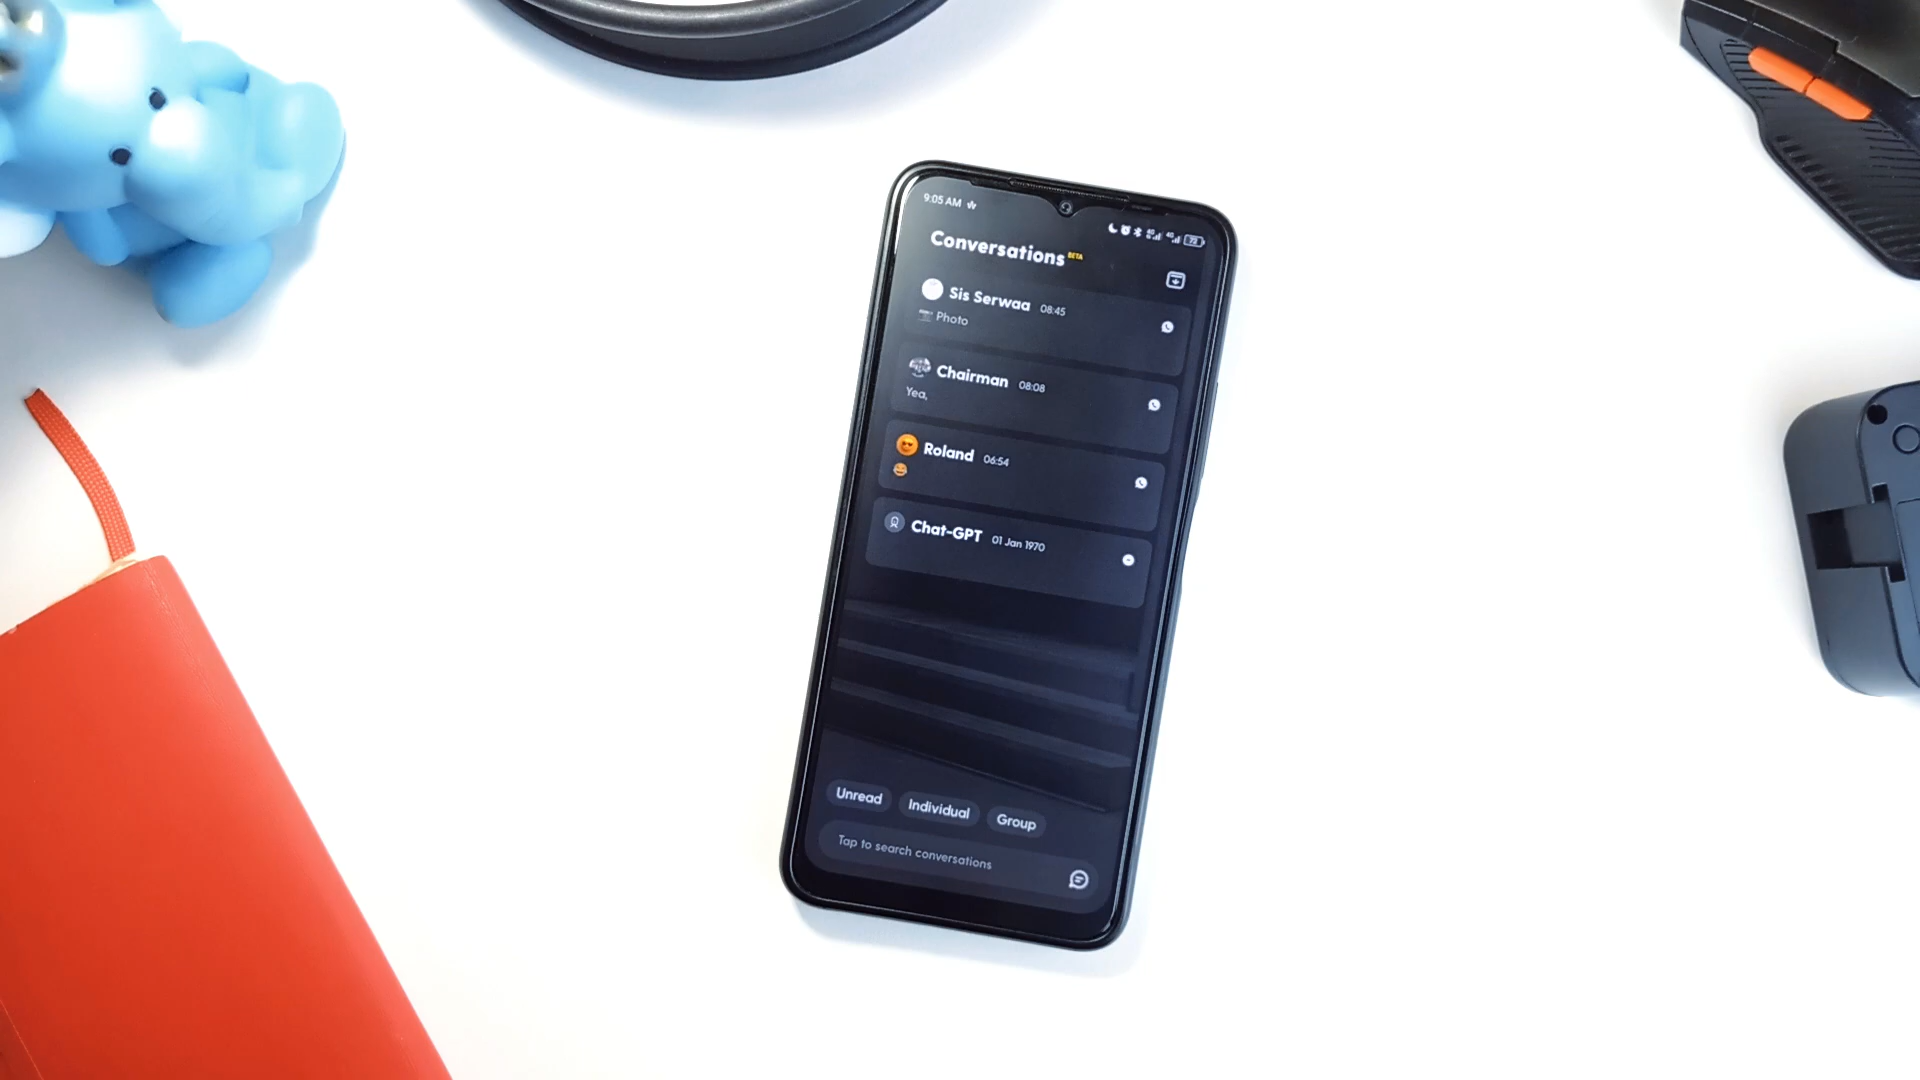 9:05 AM
72
Conversations BETA
Sis Serwaa 08:45
Photo
Chairman 08:08
Yea,
Roland 06:54
Chat-GPT 01 Jan 1970
Unread Individual Group
Tap to search conversations